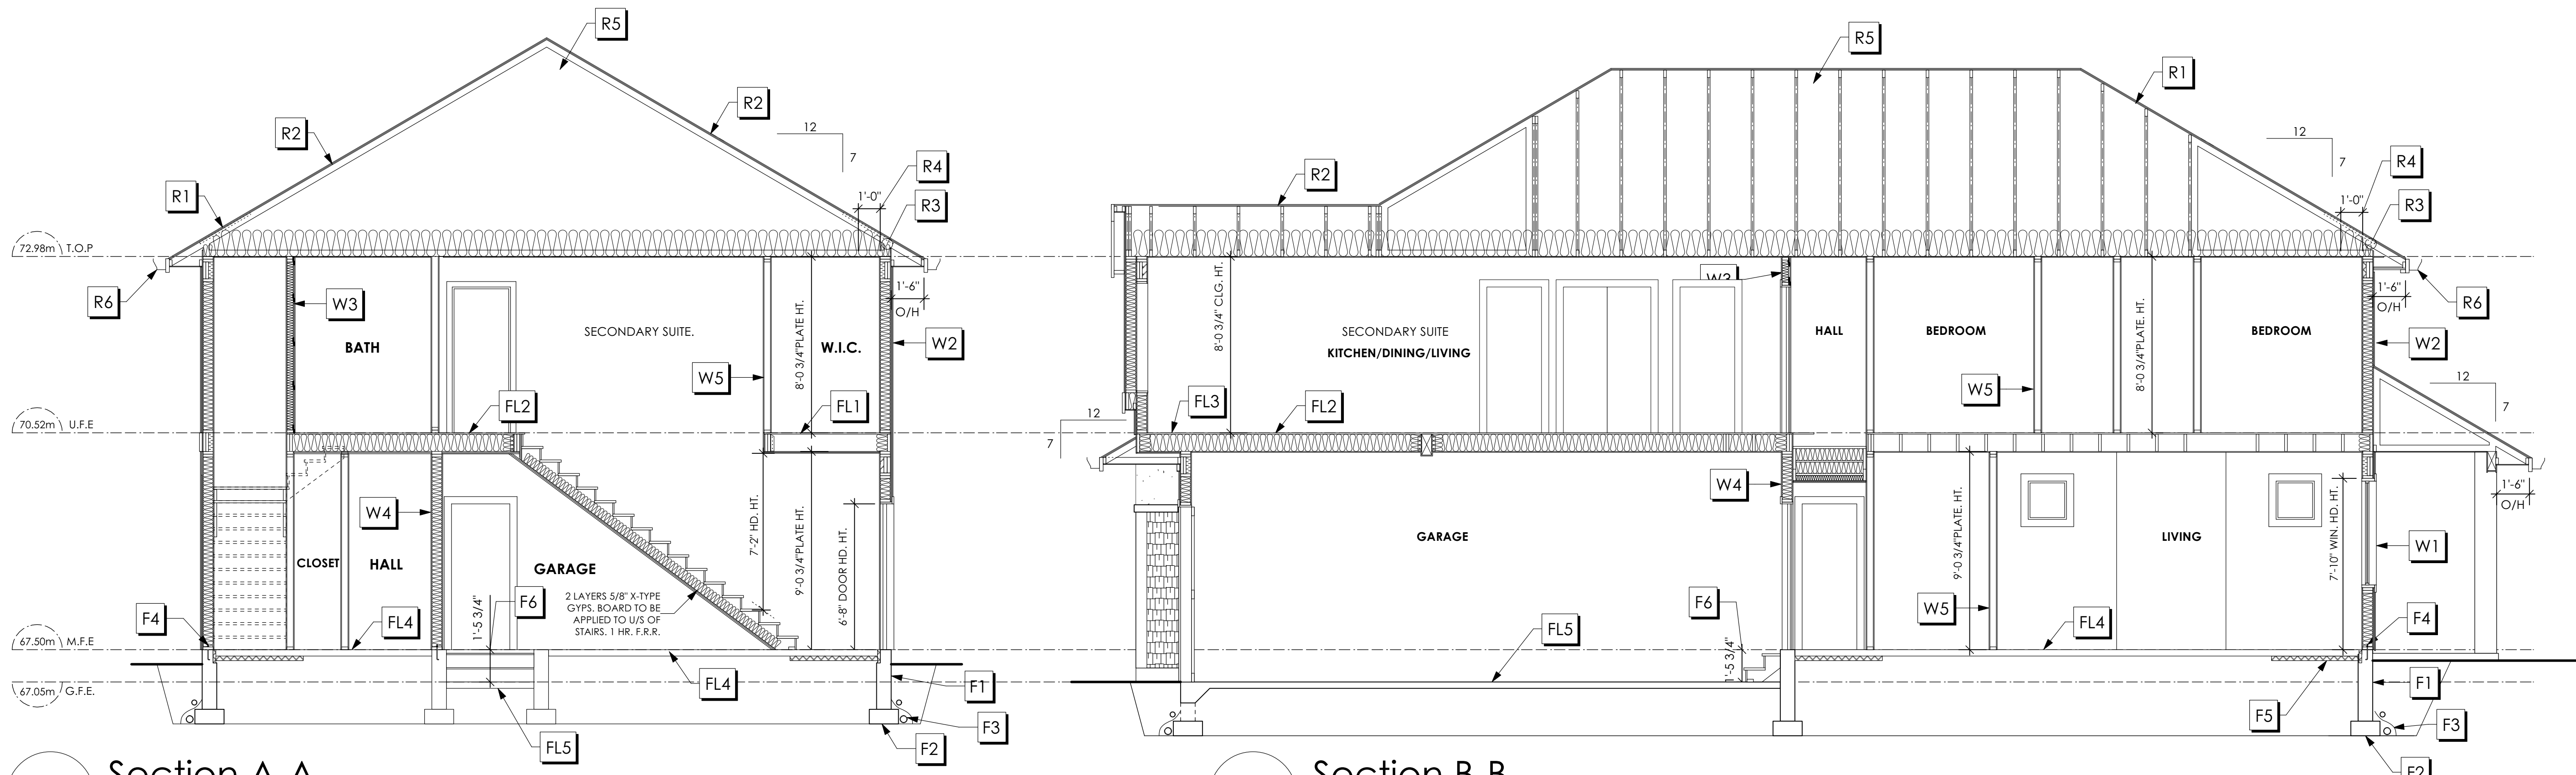 R5
R2
R2
12
7
R1
R4
1'-0"
R3
72.98m T.O.P
R6
W3
1'-6"
O/H
BATH
SECONDARY SUITE.
8'-0 3/4"PLATE HT.
W.I.C.
W2
W5
FL2
FL1
70.52m U.F.E
W4
7'-2" HD. HT.
9'-0 3/4"PLATE HT.
6'-8" DOOR HD. HT.
CLOSET
HALL
GARAGE
2 LAYERS 5/8" X-TYPE
GYPS. BOARD TO BE
APPLIED TO U/S OF
STAIRS. 1 HR. F.R.R.
1'-5 3/4"
F6
F4
FL4
67.50m M.F.E
67.05m G.F.E.
FL4
F1
F3
F2
FL5
Section A-A
R5
R1
12
7
R2
R4
1'-0"
R3
8'-0 3/4" CLG. HT.
W3
1'-6"
O/H
R6
SECONDARY SUITE
KITCHEN/DINING/LIVING
HALL
BEDROOM
8'-0 3/4"PLATE. HT.
BEDROOM
W2
W5
12
7
FL3
FL2
12
7
W4
1'-6"
O/H
GARAGE
9'-0 3/4"PLATE. HT.
LIVING
7'-10" WIN. HD. HT.
W1
F6
W5
FL4
F4
FL5
1'-5 3/4"
F1
F5
F3
F2
Section B-B